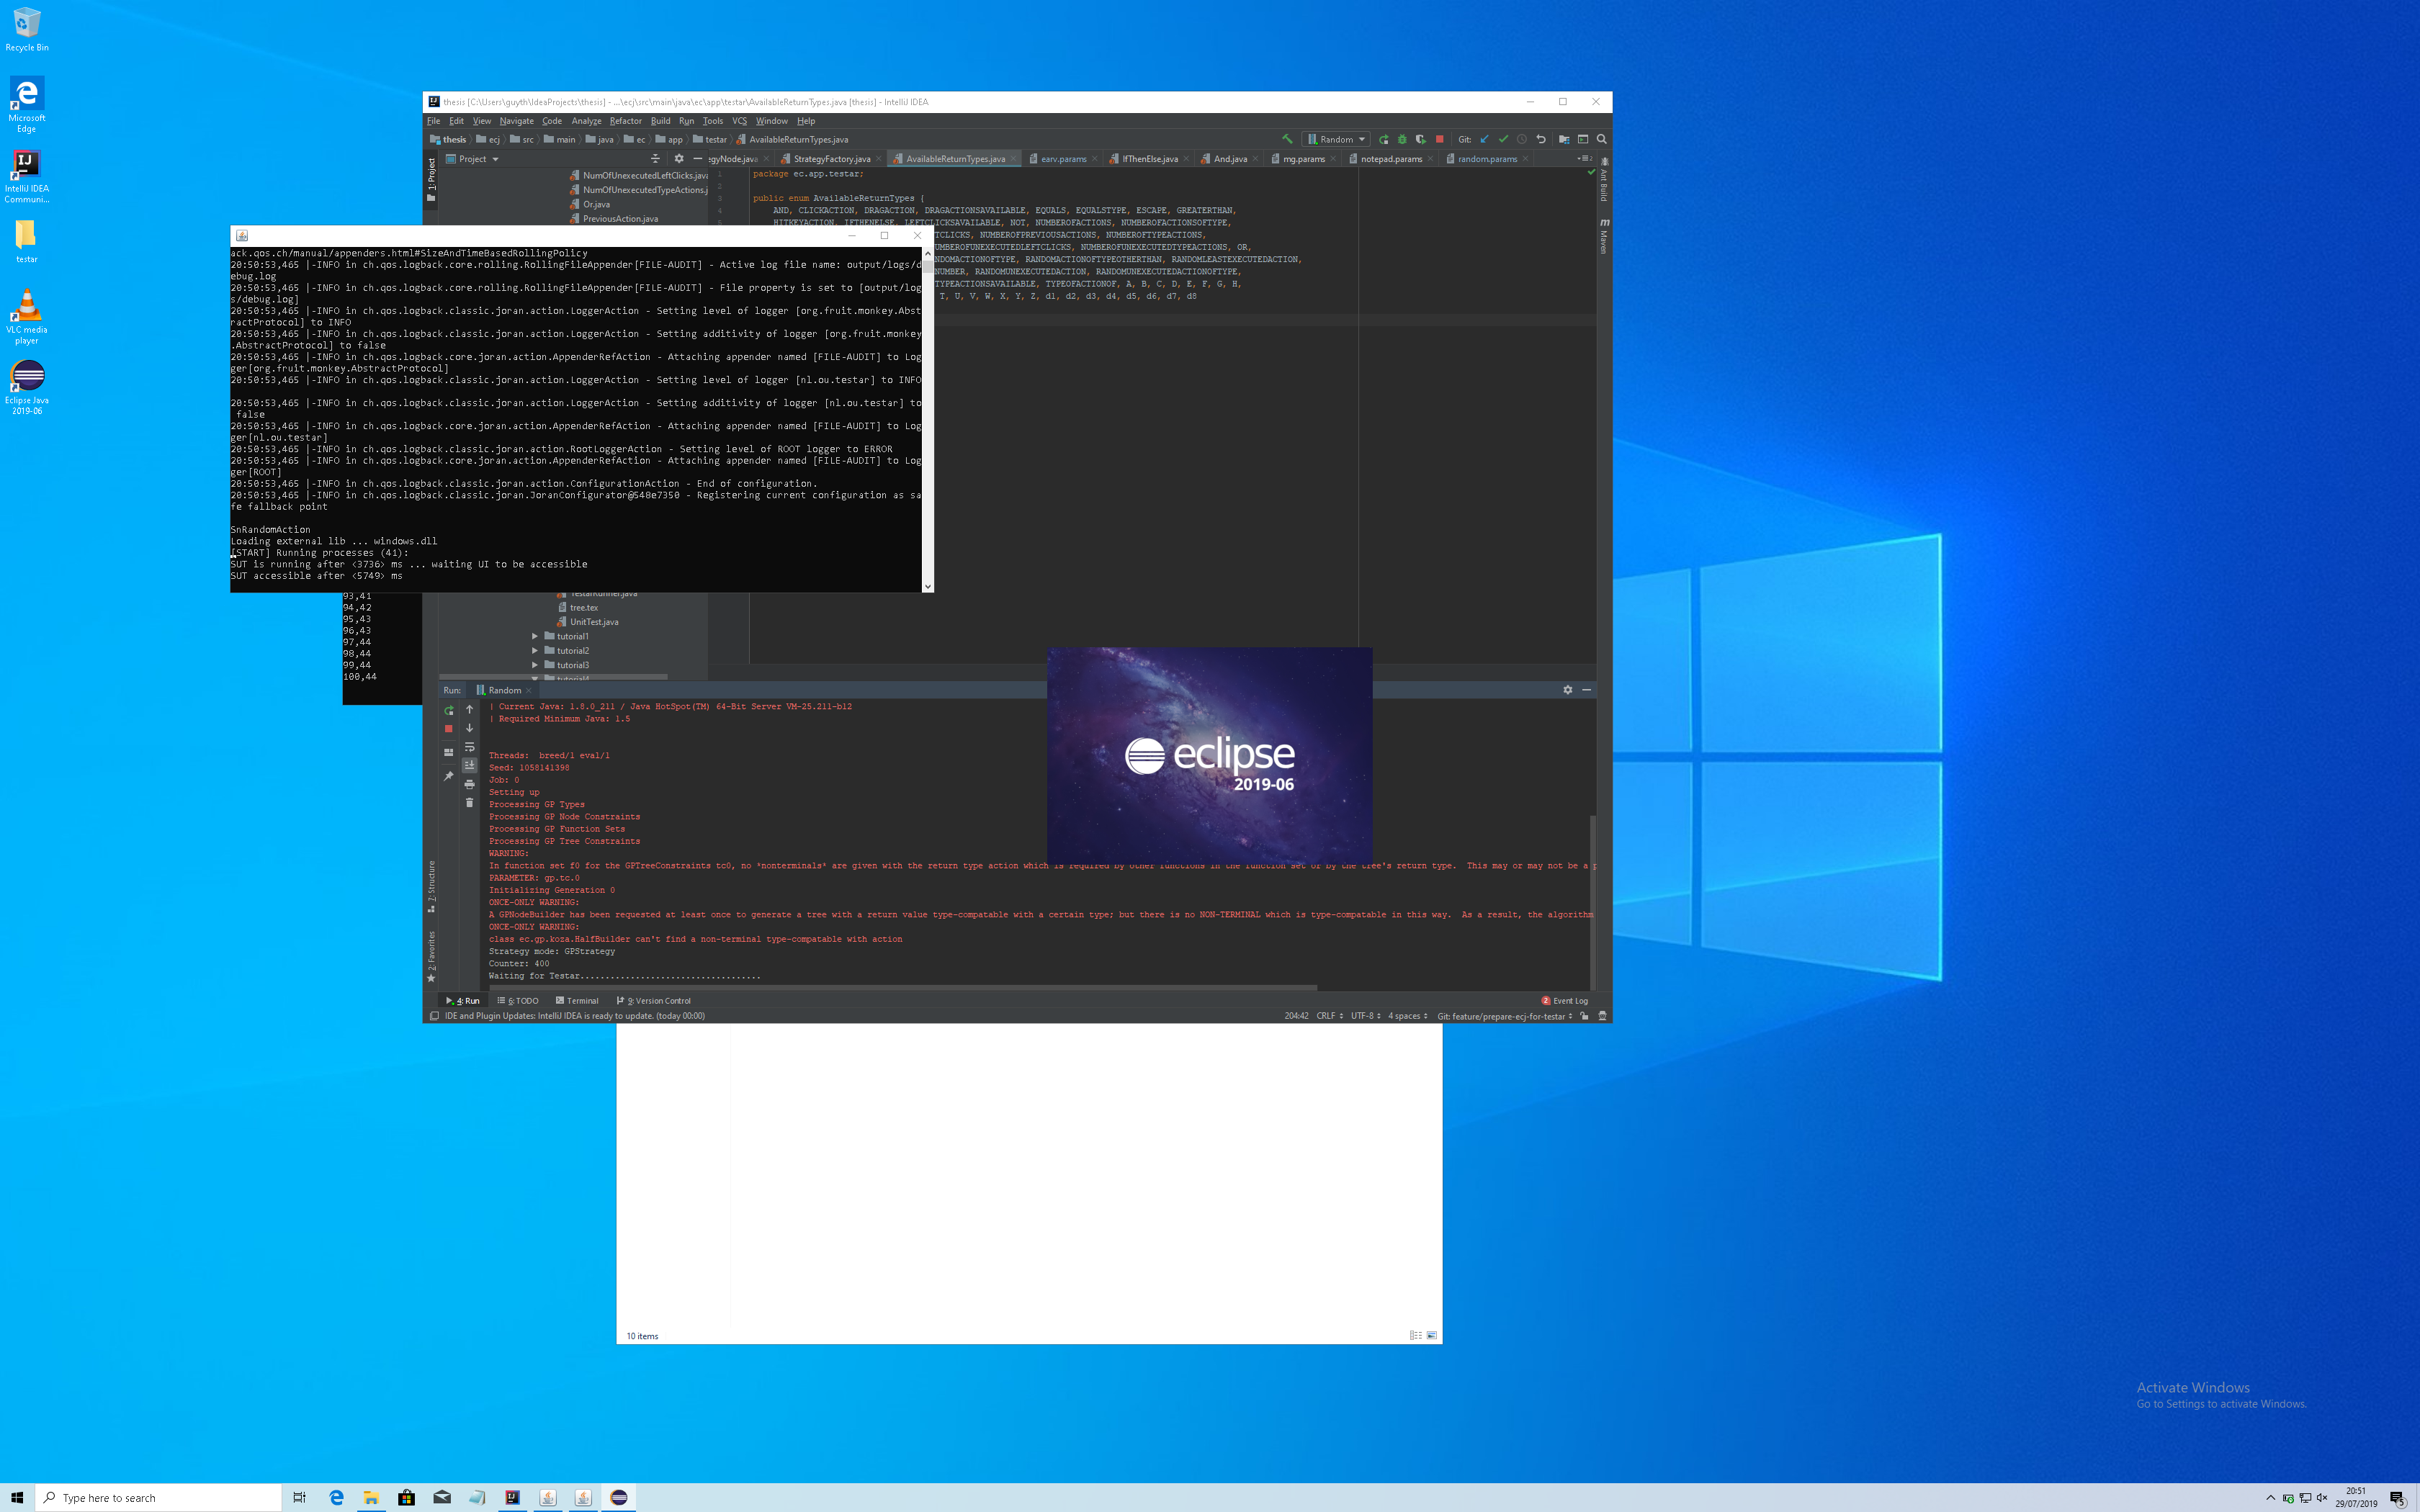 Recycle Bin
Microsoft
Edge
IntelliJ IDEA
Communi...
testar
VLC media
player
Eclipse Java
2019-06
thesis [C:\Users\guyth\IdeaProjects\thesis] - ...\ecj\src\main\java\ec\app\testar\AvailableReturnTypes.java [thesis] - IntelliJ IDEA
File Edit View Navigate Code Analyze Refactor Build Run Tools VCS Window Help
thesis ecj src main java ec app testar AvailableReturnTypes.java
Random Git:
1: Project
Project
egyNode.java StrategyFactory.java AvailableReturnTypes.java earv.params IfThenElse.java And.java mg.params notepad.params random.params
Ant Build
Maven
NumOfUnexecutedLeftClicks.java
NumOfUnexecutedTypeActions.j
Or.java
PreviousAction.java
1 package ec.app.testar;
2
3 public enum AvailableReturnTypes {
4 AND, CLICKACTION, DRAGACTION, DRAGACTIONSAVAILABLE, EQUALS, EQUALSTYPE, ESCAPE, GREATERTHAN,
HITKEYACTION, IFTHENELSE, LEFTCLICKSAVAILABLE, NOT, NUMBEROFACTIONS, NUMBEROFACTIONSOFTYPE,
TCLICKS, NUMBEROFPREVIOUSACTIONS, NUMBEROFTYPEACTIONS,
UMBEROFUNEXECUTEDLEFTCLICKS, NUMBEROFUNEXECUTEDTYPEACTIONS, OR,
NDOMACTIONOFTYPE, RANDOMACTIONOFTYPEOTHERTHAN, RANDOMLEASTEXECUTEDACTION,
NUMBER, RANDOMUNEXECUTEDACTION, RANDOMUNEXECUTEDACTIONOFTYPE,
TYPEACTIONSAVAILABLE, TYPEOFACTIONOF, A, B, C, D, E, F, G, H,
T, U, V, W, X, Y, Z, d1, d2, d3, d4, d5, d6, d7, d8
ack.qos.ch/manual/appenders.html#SizeAndTimeBasedRollingPolicy
20:50:53,465 |-INFO in ch.qos.logback.core.rolling.RollingFileAppender[FILE-AUDIT] - Active log file name: output/logs/d
ebug.log
20:50:53,465 |-INFO in ch.qos.logback.core.rolling.RollingFileAppender[FILE-AUDIT] - File property is set to [output/log
s/debug.log]
20:50:53,465 |-INFO in ch.qos.logback.classic.joran.action.LoggerAction - Setting level of logger [org.fruit.monkey.Abst
ractProtocol] to INFO
20:50:53,465 |-INFO in ch.qos.logback.classic.joran.action.LoggerAction - Setting additivity of logger [org.fruit.monkey
.AbstractProtocol] to false
20:50:53,465 |-INFO in ch.qos.logback.core.joran.action.AppenderRefAction - Attaching appender named [FILE-AUDIT] to Log
ger[org.fruit.monkey.AbstractProtocol]
20:50:53,465 |-INFO in ch.qos.logback.classic.joran.action.LoggerAction - Setting level of logger [nl.ou.testar] to INFO
20:50:53,465 |-INFO in ch.qos.logback.classic.joran.action.LoggerAction - Setting additivity of logger [nl.ou.testar] to
false
20:50:53,465 |-INFO in ch.qos.logback.core.joran.action.AppenderRefAction - Attaching appender named [FILE-AUDIT] to Log
ger[nl.ou.testar]
20:50:53,465 |-INFO in ch.qos.logback.classic.joran.action.RootLoggerAction - Setting level of ROOT logger to ERROR
20:50:53,465 |-INFO in ch.qos.logback.core.joran.action.AppenderRefAction - Attaching appender named [FILE-AUDIT] to Log
ger[ROOT]
20:50:53,465 |-INFO in ch.qos.logback.classic.joran.action.ConfigurationAction - End of configuration.
20:50:53,465 |-INFO in ch.qos.logback.classic.joran.JoranConfigurator@548e7350 - Registering current configuration as sa
fe fallback point
SnRandomAction
Loading external lib ... windows.dll
[START] Running processes (41):
SUT is running after <3736> ms ... waiting UI to be accessible
SUT accessible after <5749> ms
93,41
94,42
95,43
96,43
97,44
98,44
99,44
100,44
TestarRunner.java
tree.tex
UnitTest.java
tutorial1
tutorial2
tutorial3
tutorial4
Run: Random
| Current Java: 1.8.0_211 / Java HotSpot(TM) 64-Bit Server VM-25.211-b12
| Required Minimum Java: 1.5
Threads: breed/1 eval/1
Seed: 1058141398
Job: 0
Setting up
Processing GP Types
Processing GP Node Constraints
Processing GP Function Sets
Processing GP Tree Constraints
WARNING:
In function set f0 for the GPTreeConstraints tc0, no *nonterminals* are given with the return type action which is required by other functions in the function set or by the tree's return type. This may or may not be a p
PARAMETER: gp.tc.0
Initializing Generation 0
ONCE-ONLY WARNING:
A GPNodeBuilder has been requested at least once to generate a tree with a return value type-compatable with a certain type; but there is no NON-TERMINAL which is type-compatable in this way. As a result, the algorithm
ONCE-ONLY WARNING:
class ec.gp.koza.HalfBuilder can't find a non-terminal type-compatable with action
Strategy mode: GPStrategy
Counter: 400
Waiting for Testar....................................
eclipse
2019-06
7: Structure
2: Favorites
4: Run 6: TODO Terminal 9: Version Control 2 Event Log
IDE and Plugin Updates: IntelliJ IDEA is ready to update. (today 00:00) 204:42 CRLF UTF-8 4 spaces Git: feature/prepare-ecj-for-testar
10 items
Activate Windows
Go to Settings to activate Windows.
Type here to search
20:51
29/07/2019
5